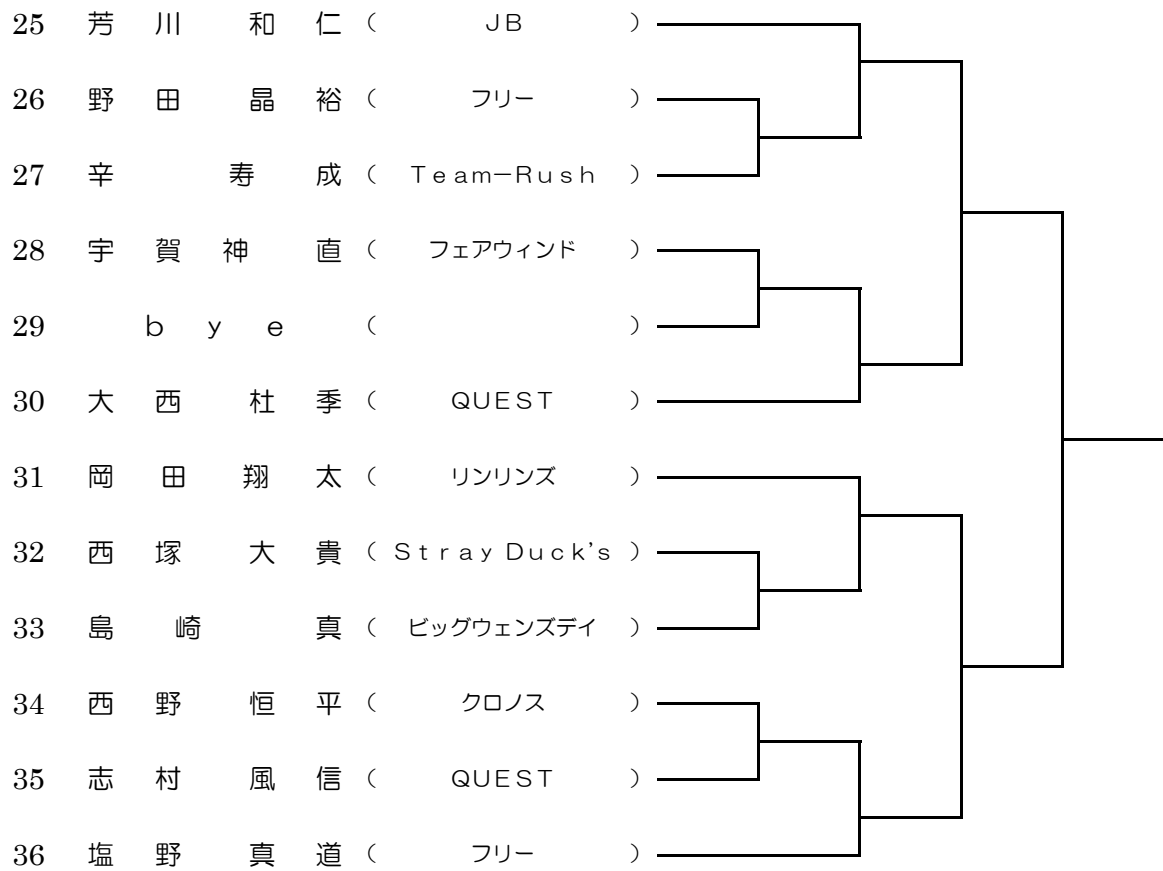 25 芳 川 和 仁 ( JB )
26 野 田 晶 裕 ( フリー )
27 辛 寿 成 ( Team-Rush )
28 宇 賀 神 直 ( フェアウィンド )
29 bye ( )
30 大 西 杜 季 ( QUEST )
31 岡 田 翔 太 ( リンリンズ )
32 西 塚 大 貴 ( Stray Duck's )
33 島 崎 真 ( ビッグウェンズデイ )
34 西 野 恒 平 ( クロノス )
35 志 村 風 信 ( QUEST )
36 塩 野 真 道 ( フリー )